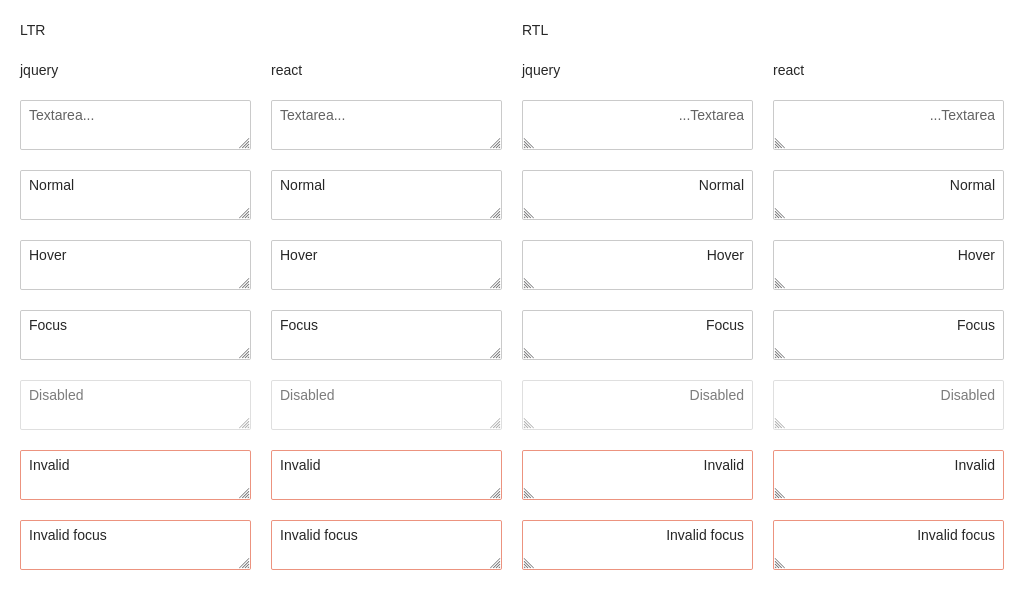 LTR RTL
jquery react jquery react
Textarea... Textarea... ...Textarea ...Textarea
Normal Normal Normal Normal
Hover Hover Hover Hover
Focus Focus Focus Focus
Disabled Disabled Disabled Disabled
Invalid Invalid Invalid Invalid
Invalid focus Invalid focus Invalid focus Invalid focus